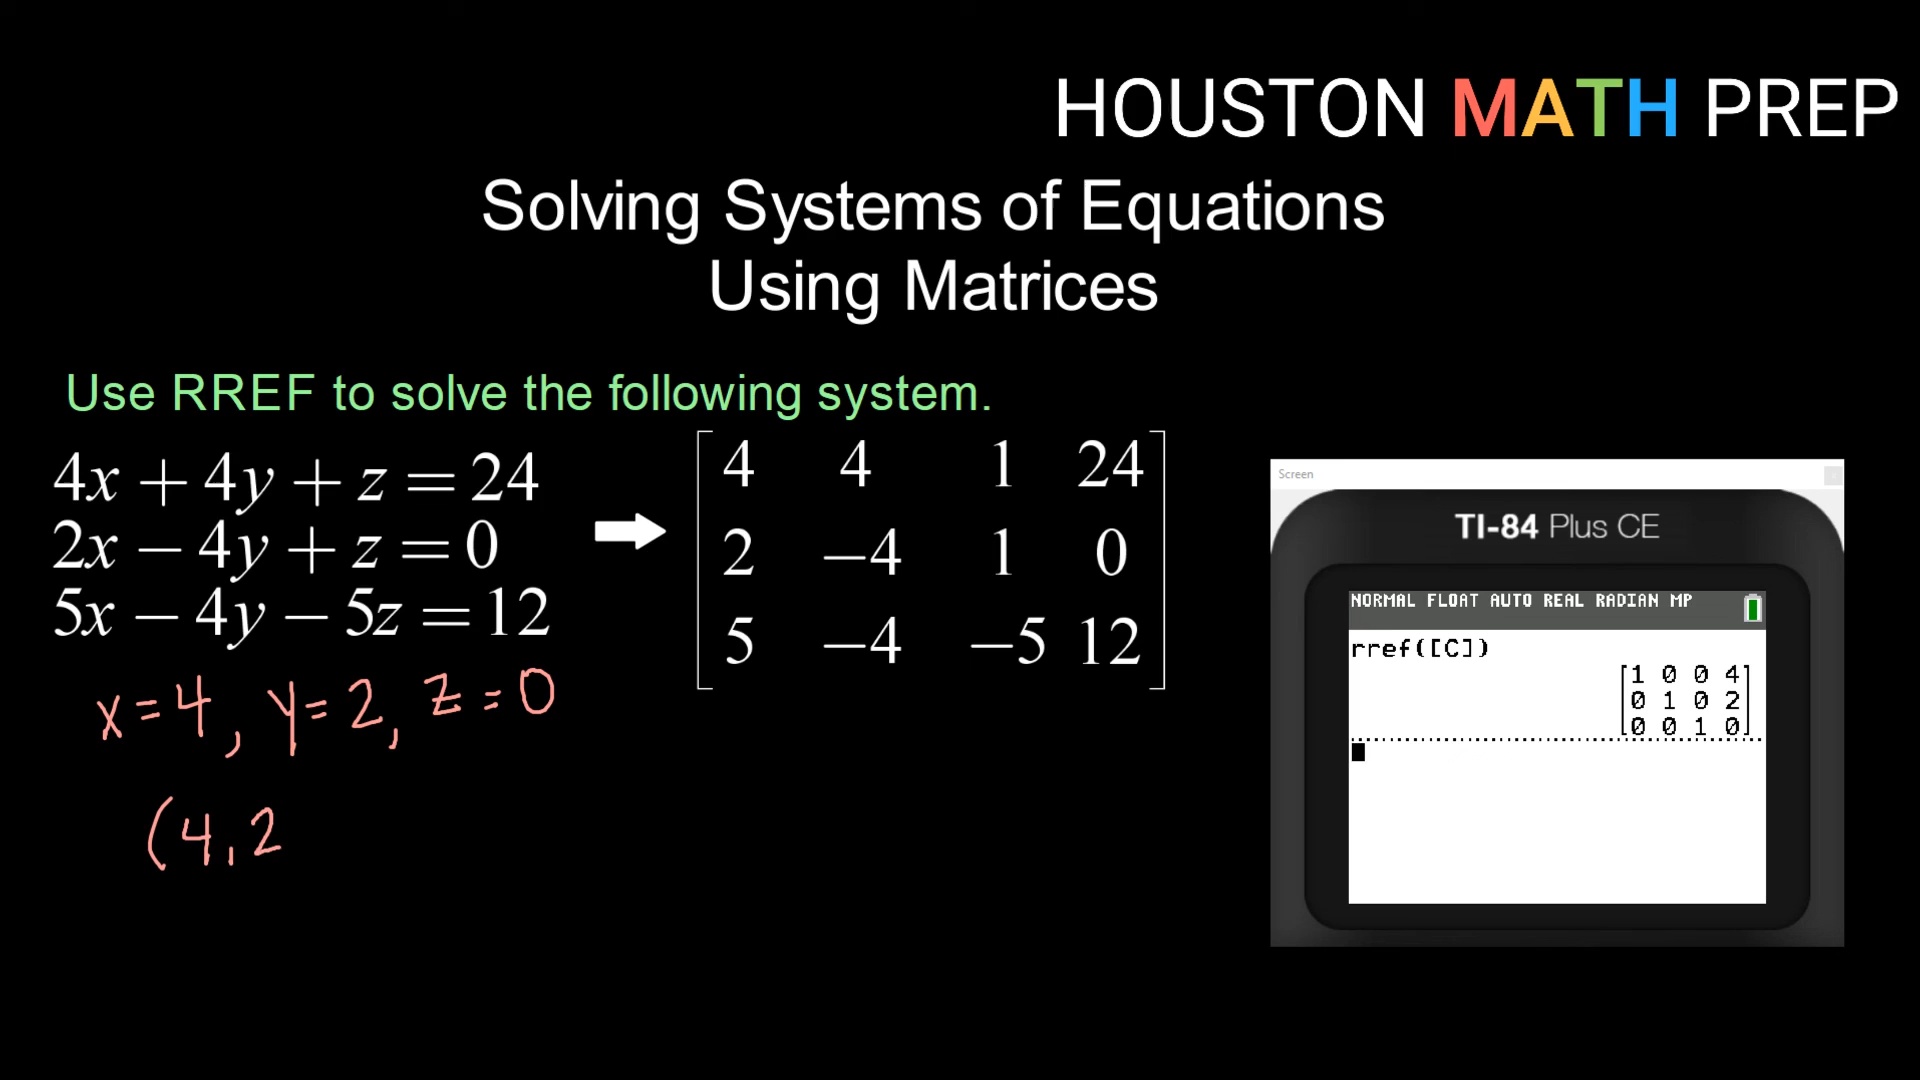 HOUSTON MATH PREP
Solving Systems of Equations
Using Matrices
Use RREF to solve the following system.
4x + 4y + z = 24
2x − 4y + z = 0
5x − 4y − 5z = 12
4 4 1 24
2 −4 1 0
5 −4 −5 12
x = 4, y = 2, z = 0
(4, 2
Screen
TI-84 Plus CE
NORMAL FLOAT AUTO REAL RADIAN MP
rref([C])
[1 0 0 4]
[0 1 0 2]
[0 0 1 0]